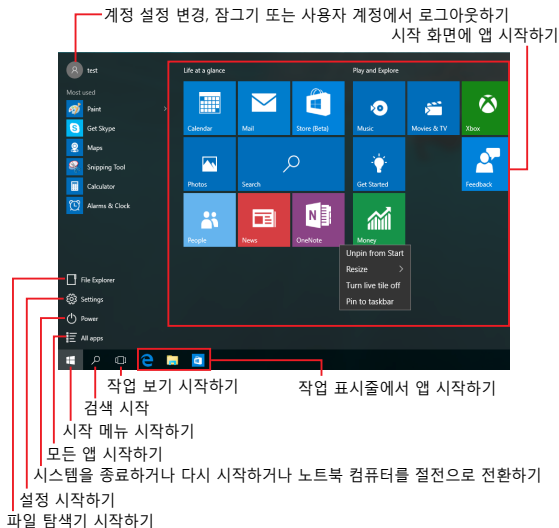 계정 설정 변경, 잠그기 또는 사용자 계정에서 로그아웃하기
시작 화면에 앱 시작하기
test
Life at a glance
Play and Explore
Most used
Paint
Get Skype
Maps
Snipping Tool
Calculator
Alarms & Clock
Calendar
Mail
Store (Beta)
Music
Movies & TV
Xbox
Photos
Search
Get Started
Feedback
People
News
OneNote
Money
Unpin from Start
Resize
Turn live tile off
Pin to taskbar
File Explorer
Settings
Power
All apps
작업 보기 시작하기
작업 표시줄에서 앱 시작하기
검색 시작
시작 메뉴 시작하기
모든 앱 시작하기
시스템을 종료하거나 다시 시작하거나 노트북 컴퓨터를 절전으로 전환하기
설정 시작하기
파일 탐색기 시작하기